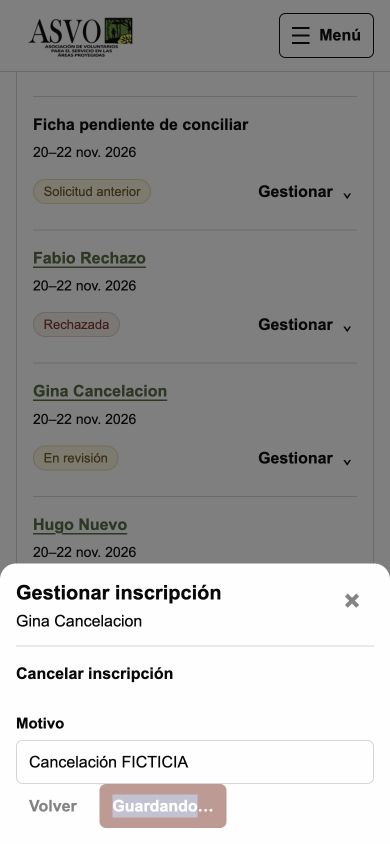 ASVO
ASOCIACIÓN DE VOLUNTARIOS
PARA EL SERVICIO EN LAS
ÁREAS PROTEGIDAS
Menú
Ficha pendiente de conciliar
20–22 nov. 2026
Solicitud anterior
Gestionar
Fabio Rechazo
20–22 nov. 2026
Rechazada
Gestionar
Gina Cancelacion
20–22 nov. 2026
En revisión
Gestionar
Hugo Nuevo
20–22 nov. 2026
Gestionar inscripción
Gina Cancelacion
Cancelar inscripción
Motivo
Cancelación FICTICIA
Volver
Guardando…